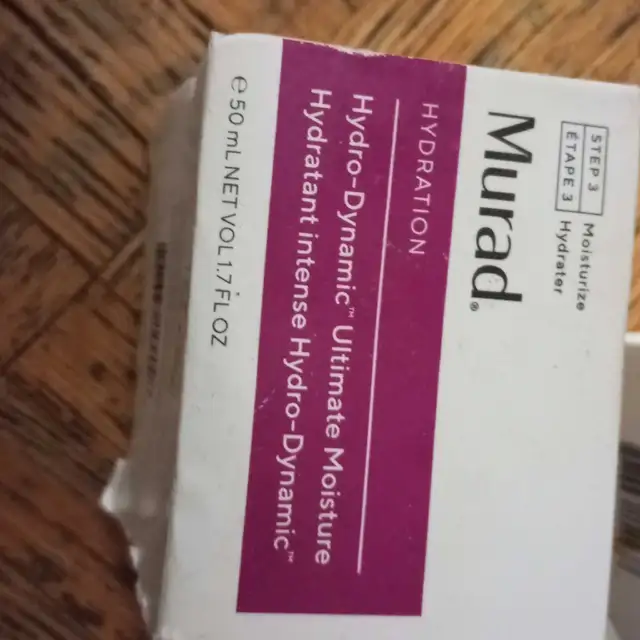 STEP 3 Moisturize
ÉTAPE 3 Hydrater
Murad®
HYDRATION
Hydro-Dynamic™ Ultimate Moisture
Hydratant intense Hydro-Dynamic™
℮ 50 mL NET VOL 1.7 FL OZ